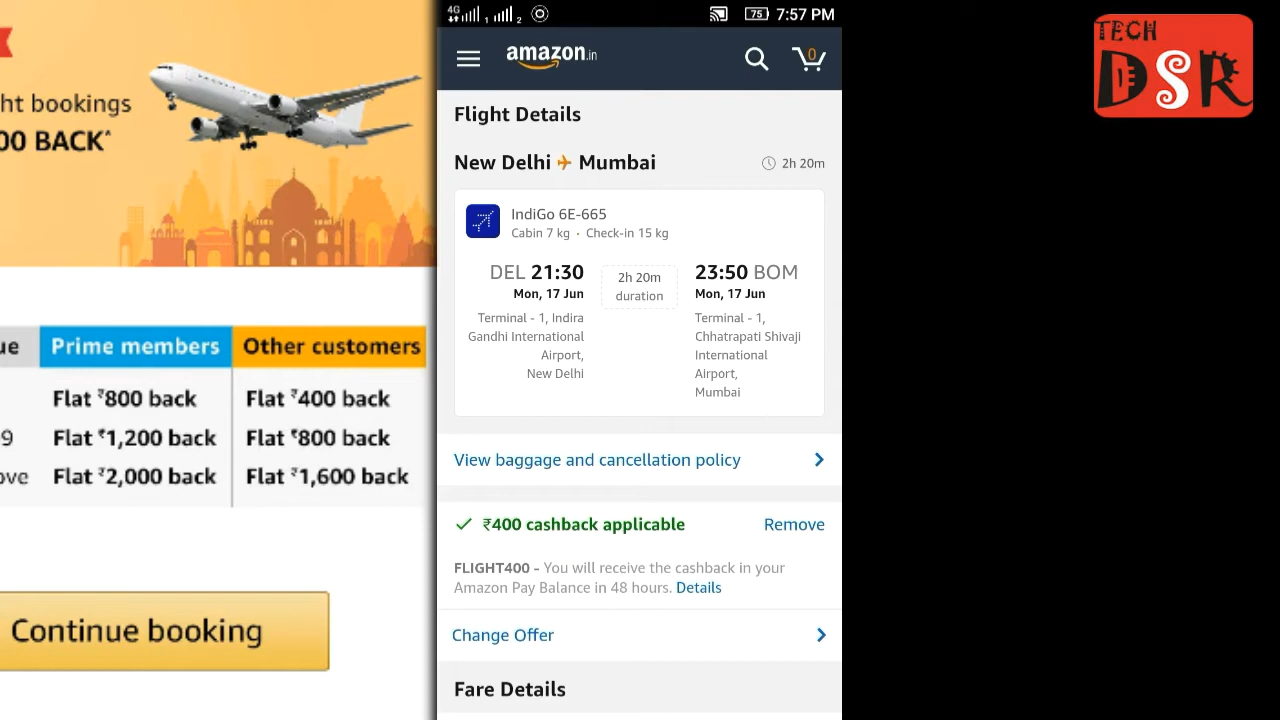 ht bookings
00 BACK^
ue Prime members Other customers
Flat ₹800 back Flat ₹400 back
9 Flat ₹1,200 back Flat ₹800 back
ove Flat ₹2,000 back Flat ₹1,600 back
Continue booking
4G 1 2 75 7:57 PM
amazon.in 0
Flight Details
New Delhi Mumbai 2h 20m
IndiGo 6E-665
Cabin 7 kg · Check-in 15 kg
DEL 21:30
Mon, 17 Jun
Terminal - 1, Indira
Gandhi International
Airport,
New Delhi
2h 20m
duration
23:50 BOM
Mon, 17 Jun
Terminal - 1,
Chhatrapati Shivaji
International
Airport,
Mumbai
View baggage and cancellation policy
₹400 cashback applicable Remove
FLIGHT400 - You will receive the cashback in your
Amazon Pay Balance in 48 hours. Details
Change Offer
Fare Details
TECH
DSR